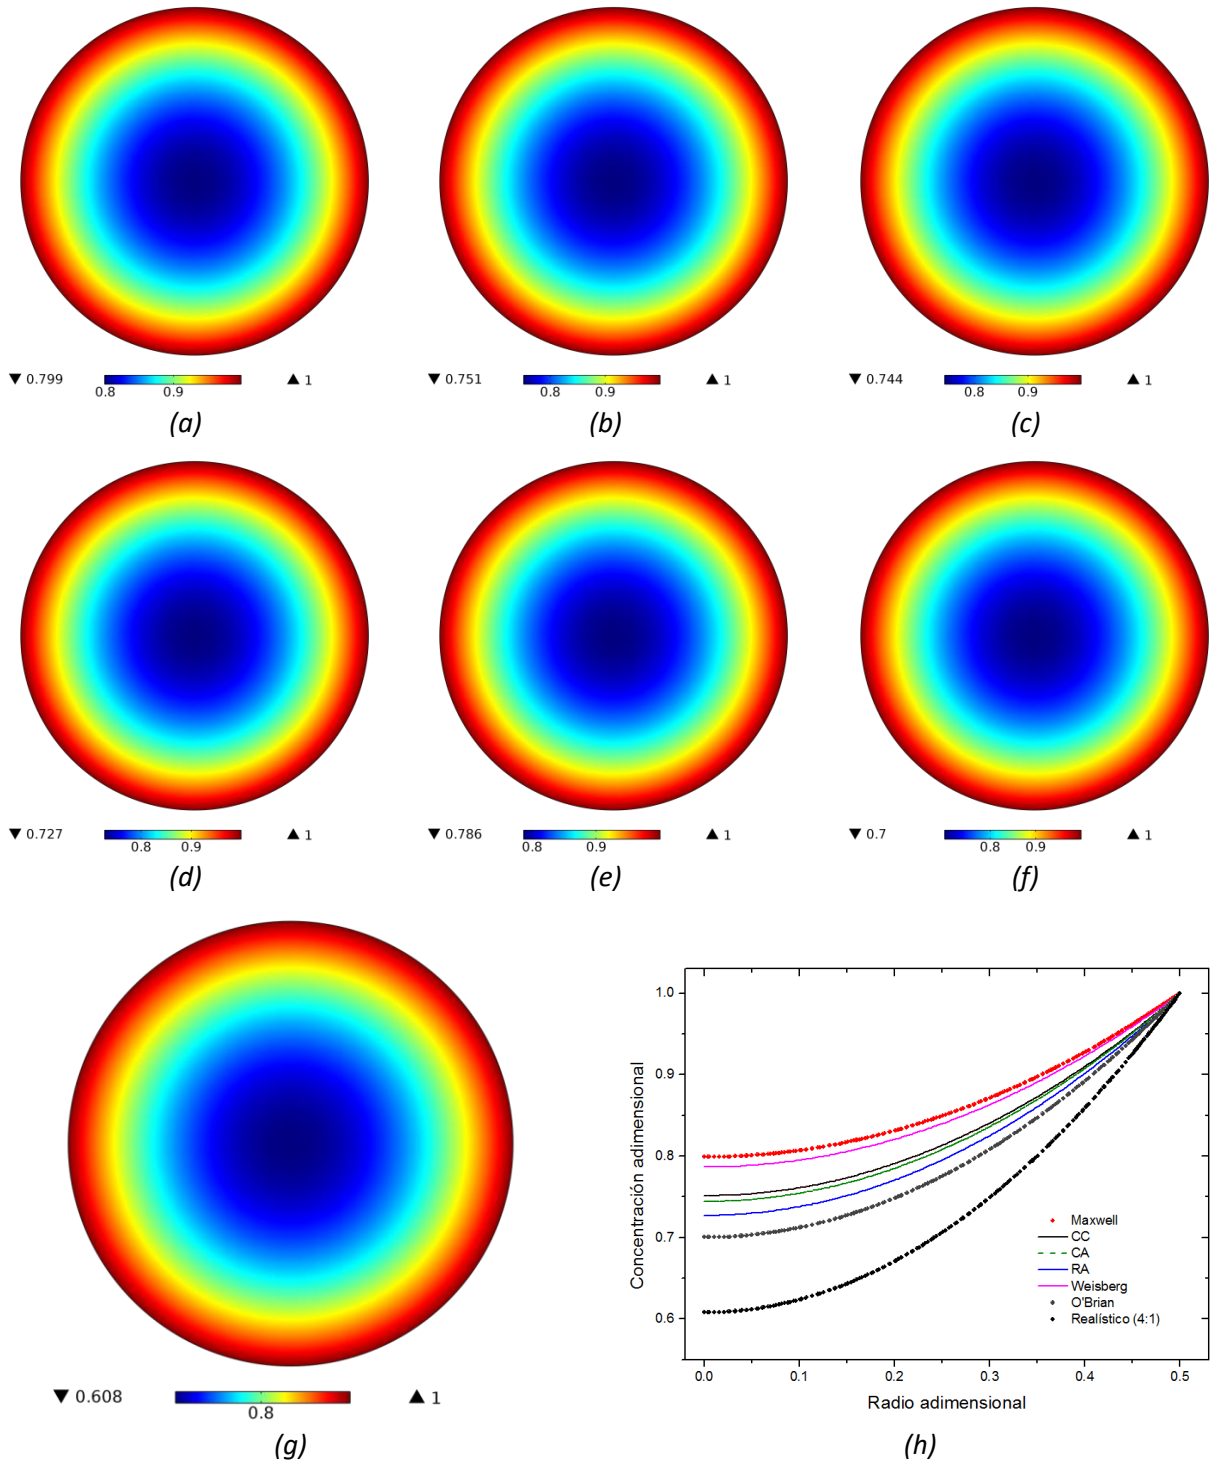 ▼ 0.799 ▲ 1
0.8 0.9
(a)
▼ 0.751 ▲ 1
0.8 0.9
(b)
▼ 0.744 ▲ 1
0.8 0.9
(c)
▼ 0.727 ▲ 1
0.8 0.9
(d)
▼ 0.786 ▲ 1
0.8 0.9
(e)
▼ 0.7 ▲ 1
0.8 0.9
(f)
▼ 0.608 ▲ 1
0.8
(g)
Concentración adimensional
1.0
0.9
0.8
0.7
0.6
Maxwell
CC
CA
RA
Weisberg
O'Brian
Realístico (4:1)
0.0 0.1 0.2 0.3 0.4 0.5
Radio adimensional
(h)